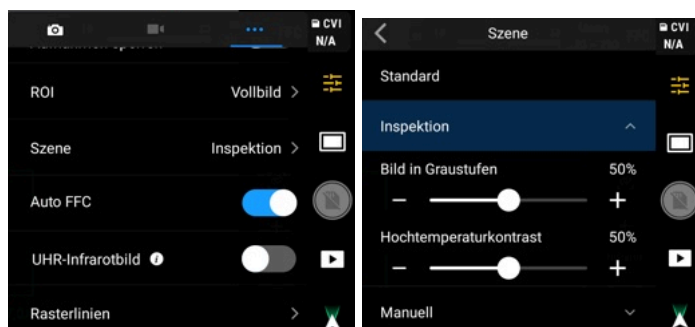 CVI
N/A
FFC
ROI
Vollbild
Szene
Inspektion
Auto FFC
UHR-Infrarotbild
Rasterlinien
Szene
CVI
N/A
Standard
Inspektion
Bild in Graustufen
50%
Hochtemperaturkontrast
50%
Manuell